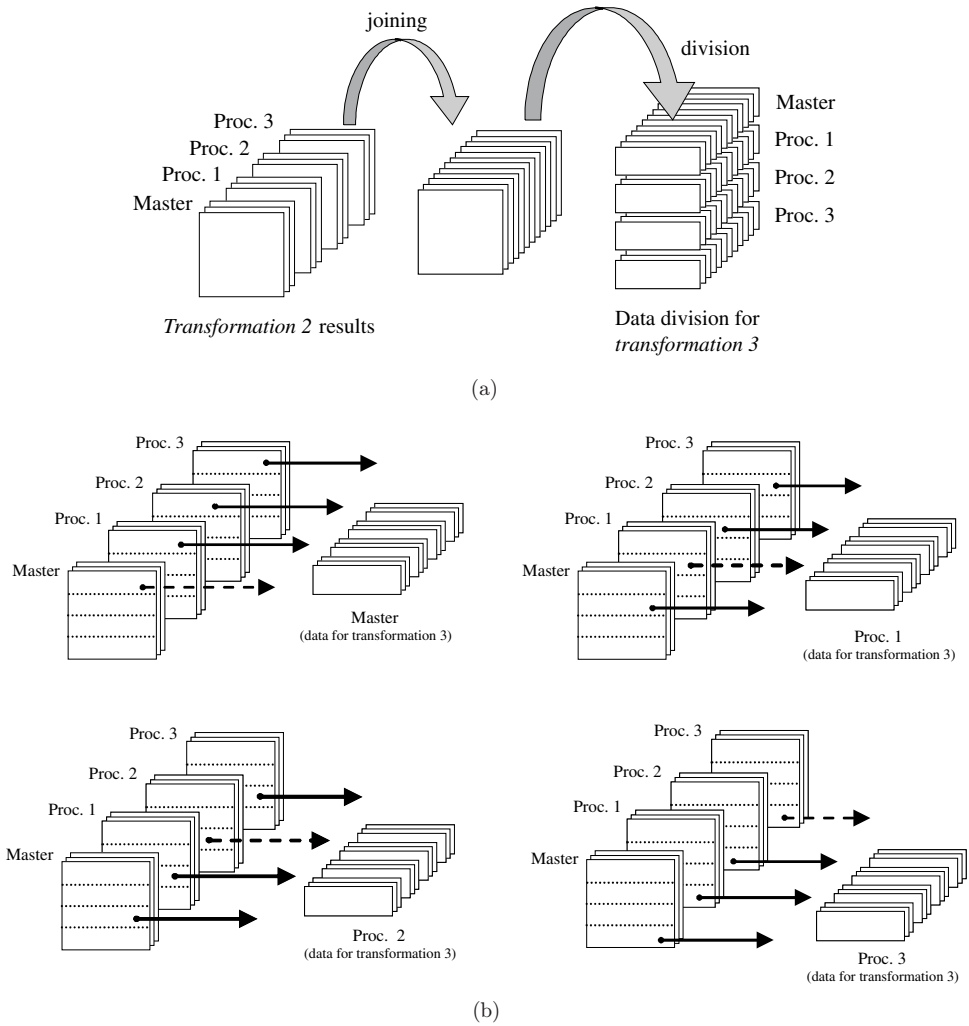 joining
division
Proc. 3
Proc. 2
Proc. 1
Master
Master
Proc. 1
Proc. 2
Proc. 3
Transformation 2 results
Data division for
transformation 3
(a)
Proc. 3
Proc. 2
Proc. 1
Master
Master
(data for transformation 3)
Proc. 3
Proc. 2
Proc. 1
Master
Proc. 1
(data for transformation 3)
Proc. 3
Proc. 2
Proc. 1
Master
Proc. 2
(data for transformation 3)
Proc. 3
Proc. 2
Proc. 1
Master
Proc. 3
(data for transformation 3)
(b)